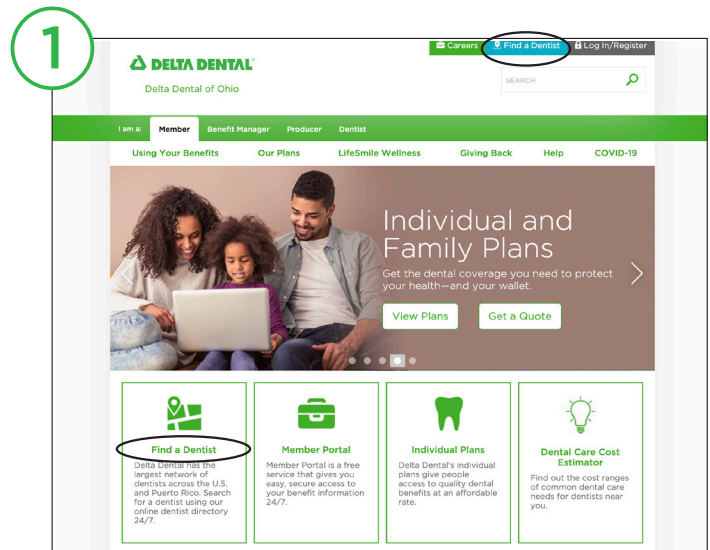 1
Careers
Find a Dentist
Log In/Register
DELTA DENTAL®
Delta Dental of Ohio
SEARCH
I am a: Member Benefit Manager Producer Dentist
Using Your Benefits Our Plans LifeSmile Wellness Giving Back Help COVID-19
Individual and
Family Plans
Get the dental coverage you need to protect
your health—and your wallet.
View Plans Get a Quote
Find a Dentist
Delta Dental has the
largest network of
dentists across the U.S.
and Puerto Rico. Search
for a dentist using our
online dentist directory
24/7.
Member Portal
Member Portal is a free
service that gives you
easy, secure access to
your benefit information
24/7.
Individual Plans
Delta Dental's individual
plans give people
access to quality dental
benefits at an affordable
rate.
Dental Care Cost
Estimator
Find out the cost ranges
of common dental care
needs for dentists near
you.